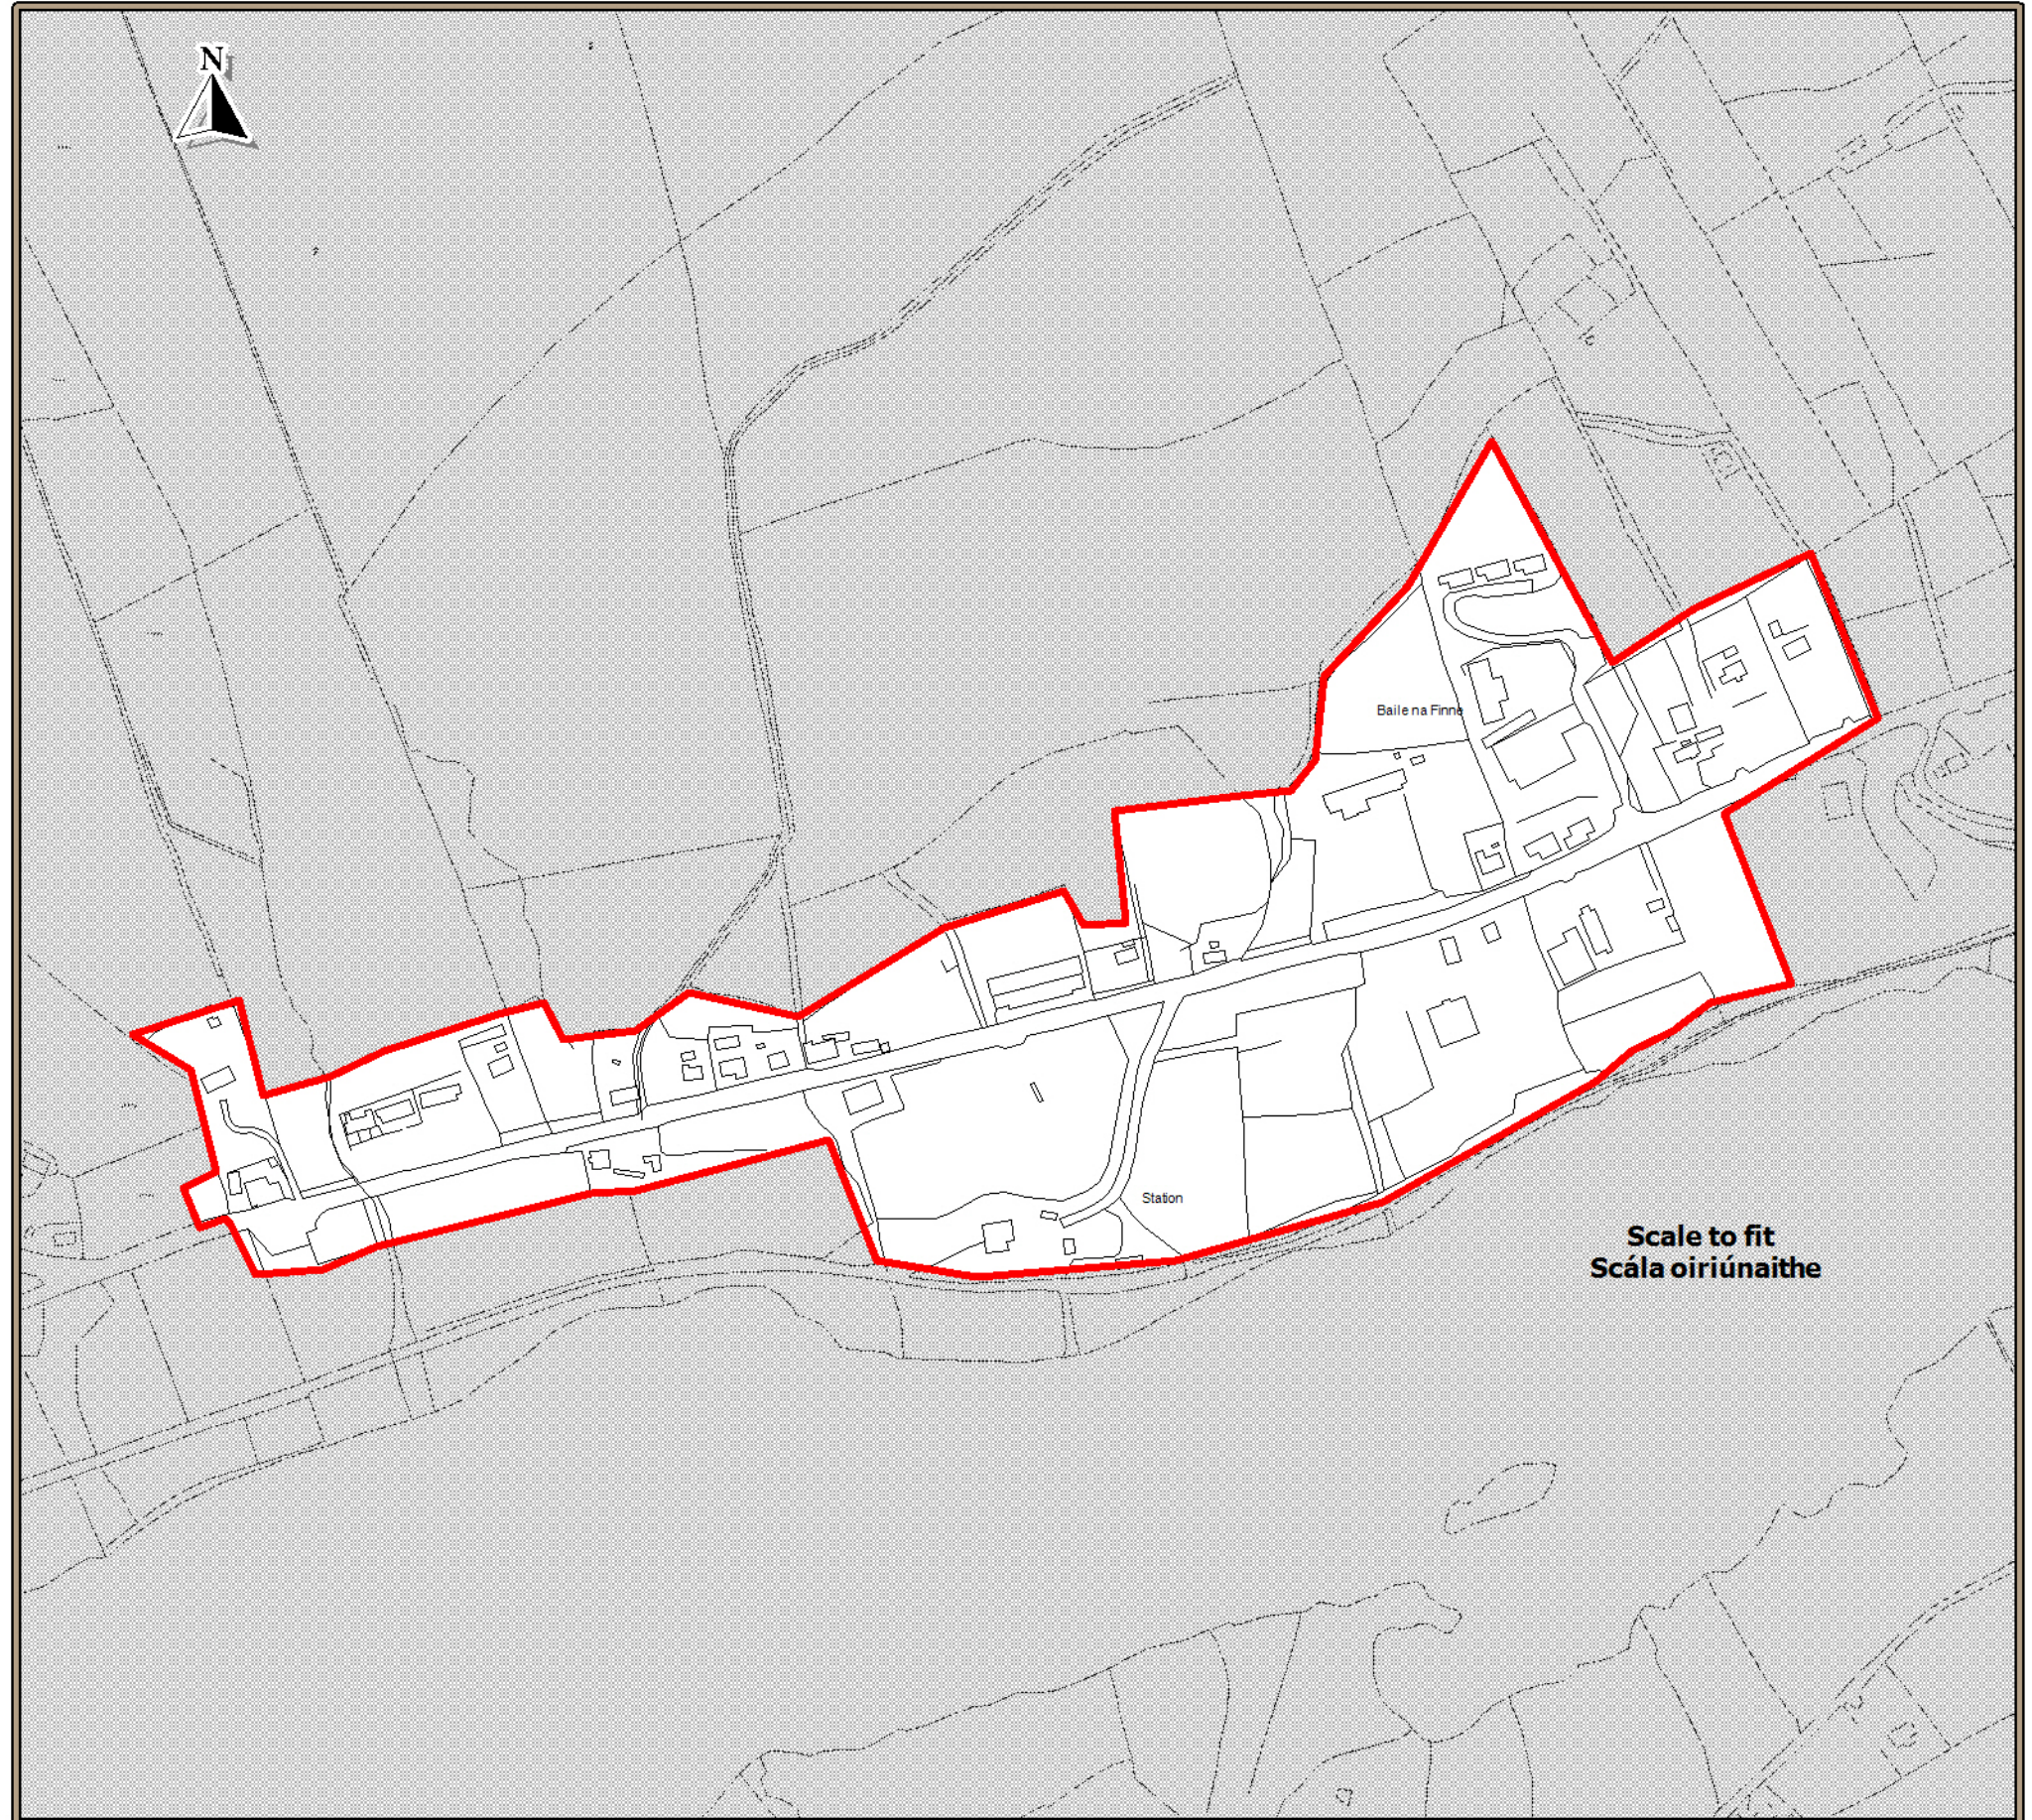 N
Baile na Finne
Station
Scale to fit
Scála oiriúnaithe